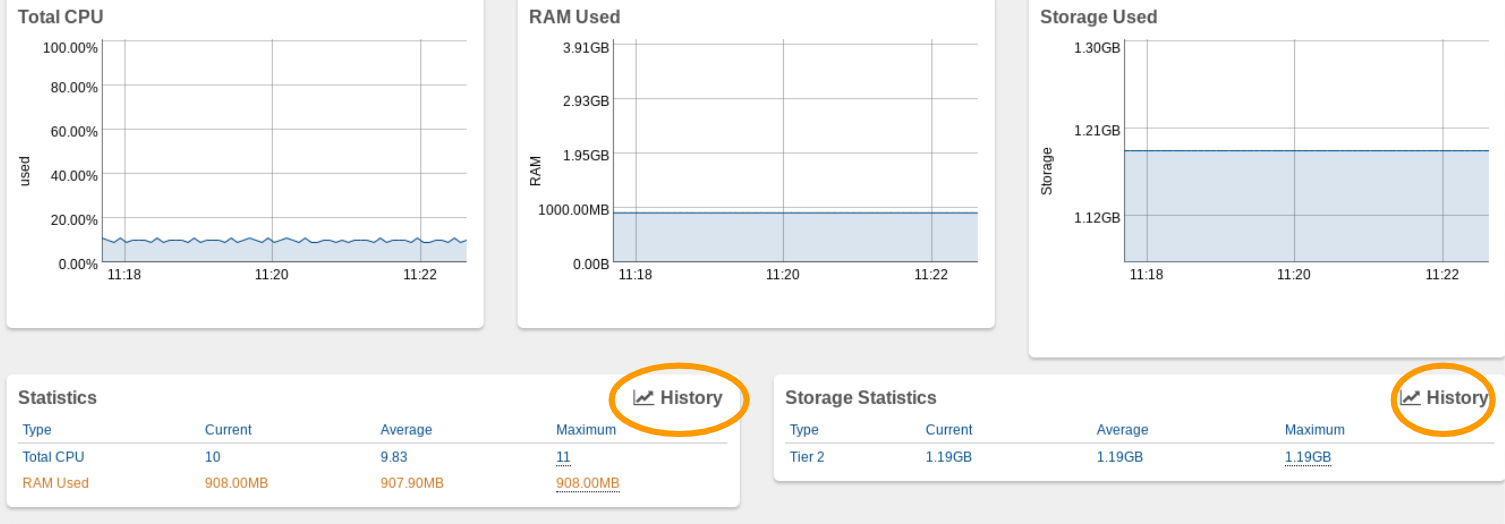 Total CPU
100.00%
80.00%
60.00%
40.00%
20.00%
0.00%
used
11:18 11:20 11:22
RAM Used
3.91GB
2.93GB
1.95GB
1000.00MB
0.00B
RAM
11:18 11:20 11:22
Storage Used
1.30GB
1.21GB
1.12GB
Storage
11:18 11:20 11:22
Statistics History
Type Current Average Maximum
Total CPU 10 9.83 11
RAM Used 908.00MB 907.90MB 908.00MB
Storage Statistics History
Type Current Average Maximum
Tier 2 1.19GB 1.19GB 1.19GB